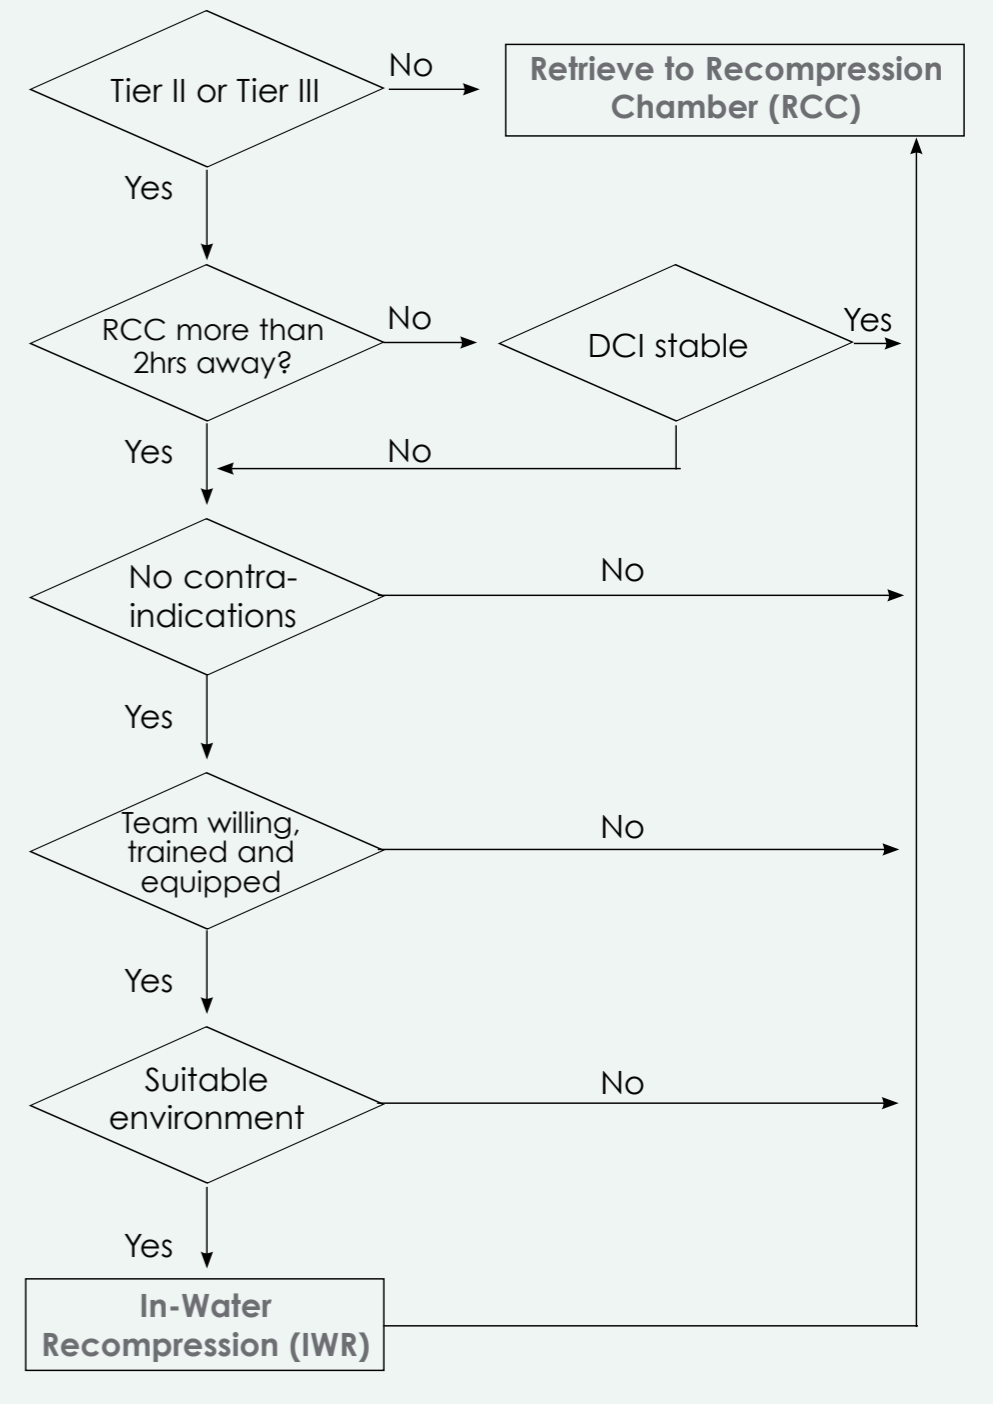 Tier II or Tier III
No
Retrieve to Recompression
Chamber (RCC)
Yes
RCC more than
2hrs away?
No
DCI stable
Yes
Yes
No
No contra-
indications
No
Yes
Team willing,
trained and
equipped
No
Yes
Suitable
environment
No
Yes
In-Water
Recompression (IWR)